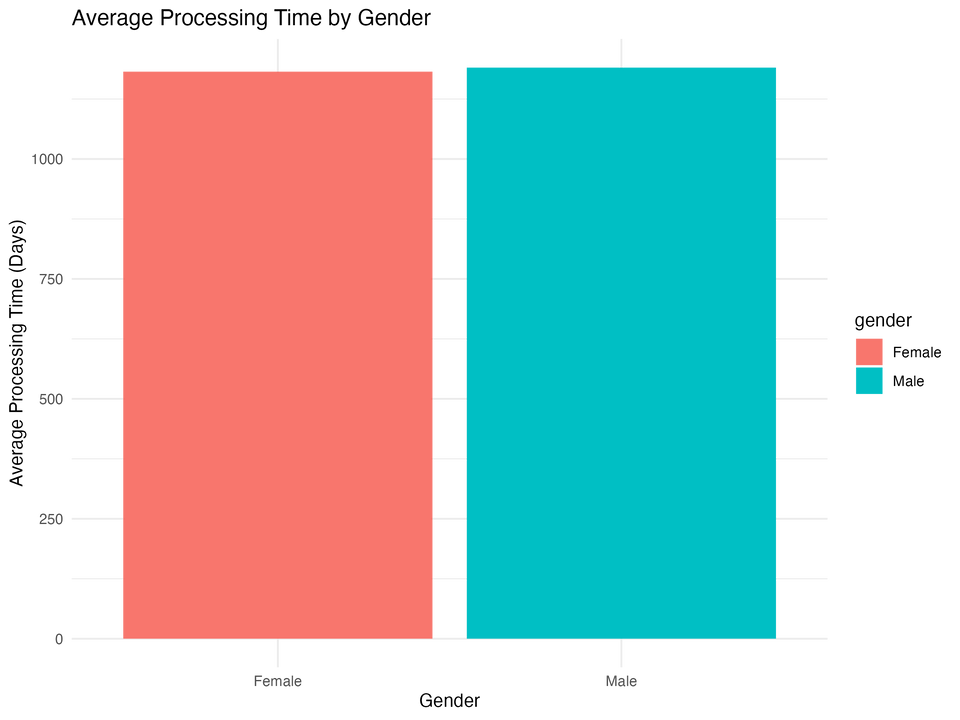 Average Processing Time by Gender
Average Processing Time (Days)
1000
750
500
250
0
Female
Male
Gender
gender
Female
Male